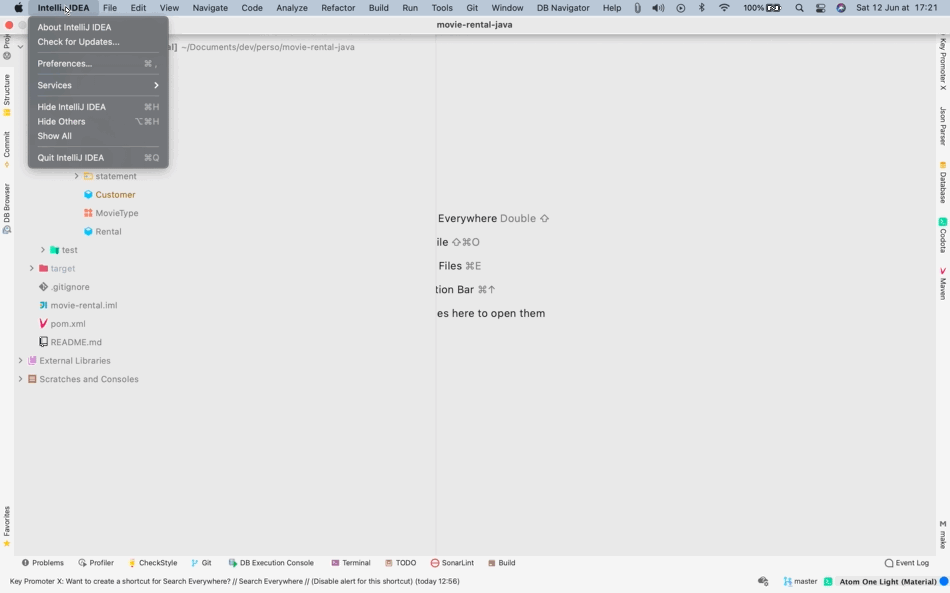 IntelliJ IDEA File Edit View Navigate Code Analyze Refactor Build Run Tools Git Window DB Navigator Help 100% Sat 12 Jun at 17:21
movie-rental-java
About IntelliJ IDEA
Check for Updates...
Preferences... ⌘ ,
Services
Hide IntelliJ IDEA ⌘H
Hide Others ⌥⌘H
Show All
Quit IntelliJ IDEA ⌘Q
] ~/Documents/dev/perso/movie-rental-java
statement
Customer
MovieType
Rental
test
target
.gitignore
movie-rental.iml
pom.xml
README.md
External Libraries
Scratches and Consoles
Everywhere Double ⇧
ile ⇧⌘O
Files ⌘E
tion Bar ⌘↑
es here to open them
Structure
Commit
DB Browser
Favorites
Key Promoter X
Json Parser
Database
Codota
Maven
make
Problems Profiler CheckStyle Git DB Execution Console Terminal TODO SonarLint Build Event Log
Key Promoter X: Want to create a shortcut for Search Everywhere? // Search Everywhere // (Disable alert for this shortcut) (today 12:56) master Atom One Light (Material)